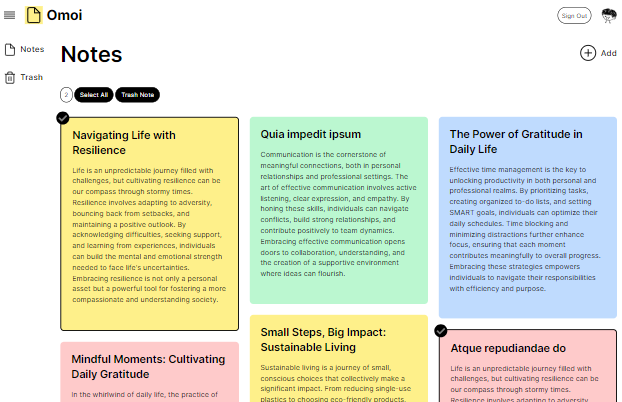 Omoi
Sign Out
Notes
Trash
Notes
Add
2
Select All
Trash Note
Navigating Life with
Resilience
Life is an unpredictable journey filled with
challenges, but cultivating resilience can be
our compass through stormy times.
Resilience involves adapting to adversity,
bouncing back from setbacks, and
maintaining a positive outlook. By
acknowledging difficulties, seeking support,
and learning from experiences, individuals
can build the mental and emotional strength
needed to face life's uncertainties.
Embracing resilience is not only a personal
asset but a powerful tool for fostering a more
compassionate and understanding society.
Mindful Moments: Cultivating
Daily Gratitude
In the whirlwind of daily life, the practice of
Quia impedit ipsum
Communication is the cornerstone of
meaningful connections, both in personal
relationships and professional settings. The
art of effective communication involves active
listening, clear expression, and empathy. By
honing these skills, individuals can navigate
conflicts, build strong relationships, and
contribute positively to team dynamics.
Embracing effective communication opens
doors to collaboration, understanding, and
the creation of a supportive environment
where ideas can flourish.
Small Steps, Big Impact:
Sustainable Living
Sustainable living is a journey of small,
conscious choices that collectively make a
significant impact. From reducing single-use
plastics to choosing eco-friendly products,
The Power of Gratitude in
Daily Life
Effective time management is the key to
unlocking productivity in both personal and
professional realms. By prioritizing tasks,
creating organized to-do lists, and setting
SMART goals, individuals can optimize their
daily schedules. Time blocking and
minimizing distractions further enhance
focus, ensuring that each moment
contributes meaningfully to overall progress.
Embracing these strategies empowers
individuals to navigate their responsibilities
with efficiency and purpose.
Atque repudiandae do
Life is an unpredictable journey filled with
challenges, but cultivating resilience can be
our compass through stormy times.
Resilience involves adapting to adversity,